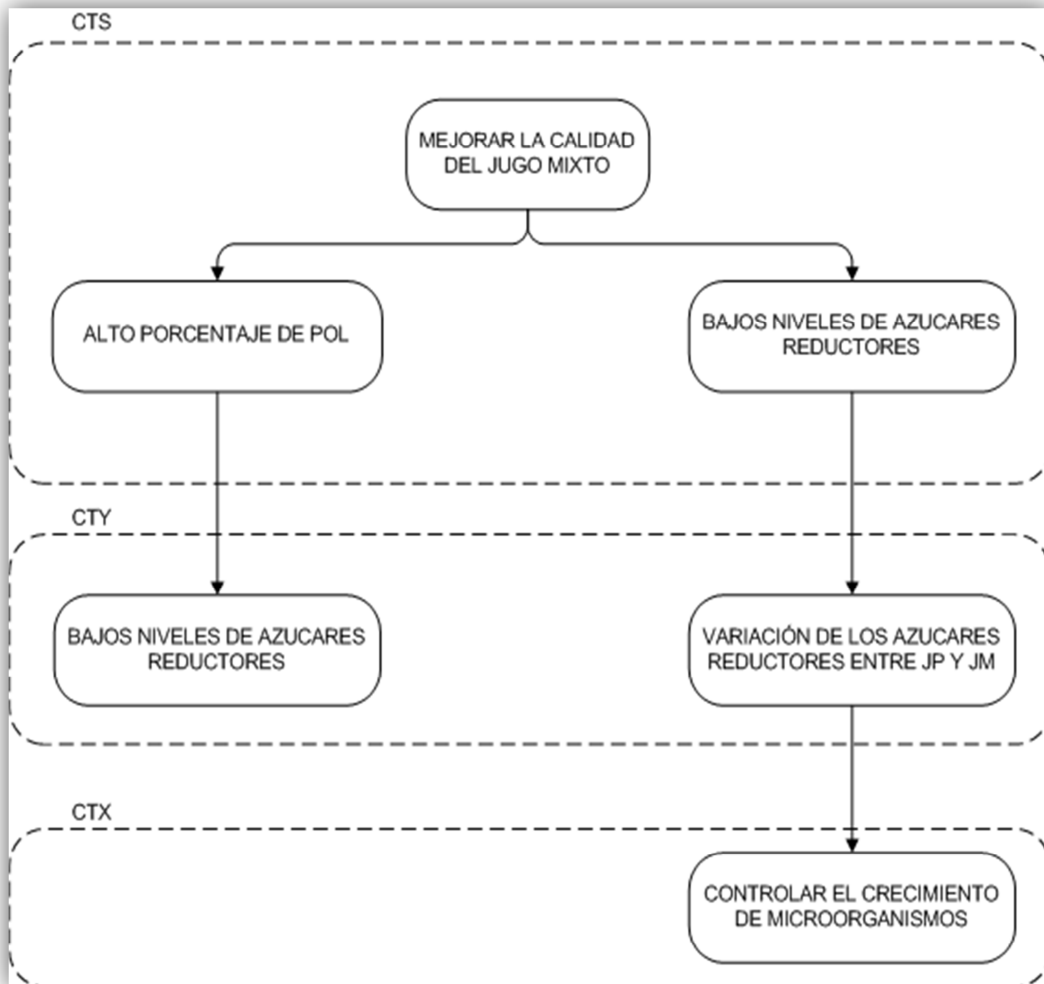 CTS
MEJORAR LA CALIDAD
DEL JUGO MIXTO
ALTO PORCENTAJE DE POL
BAJOS NIVELES DE AZUCARES
REDUCTORES
CTY
BAJOS NIVELES DE AZUCARES
REDUCTORES
VARIACIÓN DE LOS AZUCARES
REDUCTORES ENTRE JP Y JM
CTX
CONTROLAR EL CRECIMIENTO
DE MICROORGANISMOS